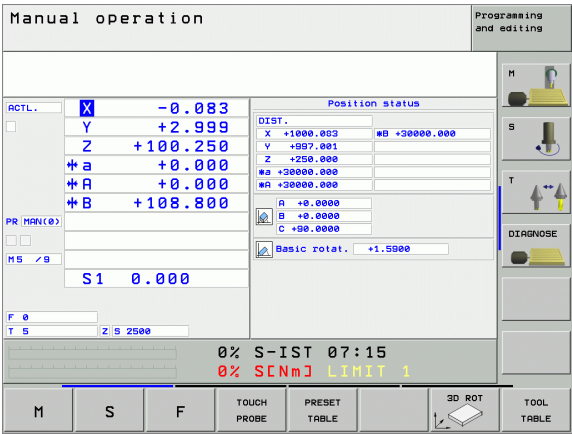 Manual operation
Programming
and editing
ACTL.
X -0.083
Y +2.999
Z +100.250
a +0.000
A +0.000
B +108.800
PR MAN(0)
M5 /9
S1 0.000
F 0
T 5 Z S 2500
Position status
DIST.
X +1000.083 *B +30000.000
Y +997.001
Z +250.000
*a +30000.000
*A +30000.000
A +0.0000
B +0.0000
C +90.0000
Basic rotat. +1.5900
0% S-IST 07:15
0% S[Nm] LIMIT 1
M
S
T
DIAGNOSE
M
S
F
TOUCH
PROBE
PRESET
TABLE
3D ROT
TOOL
TABLE